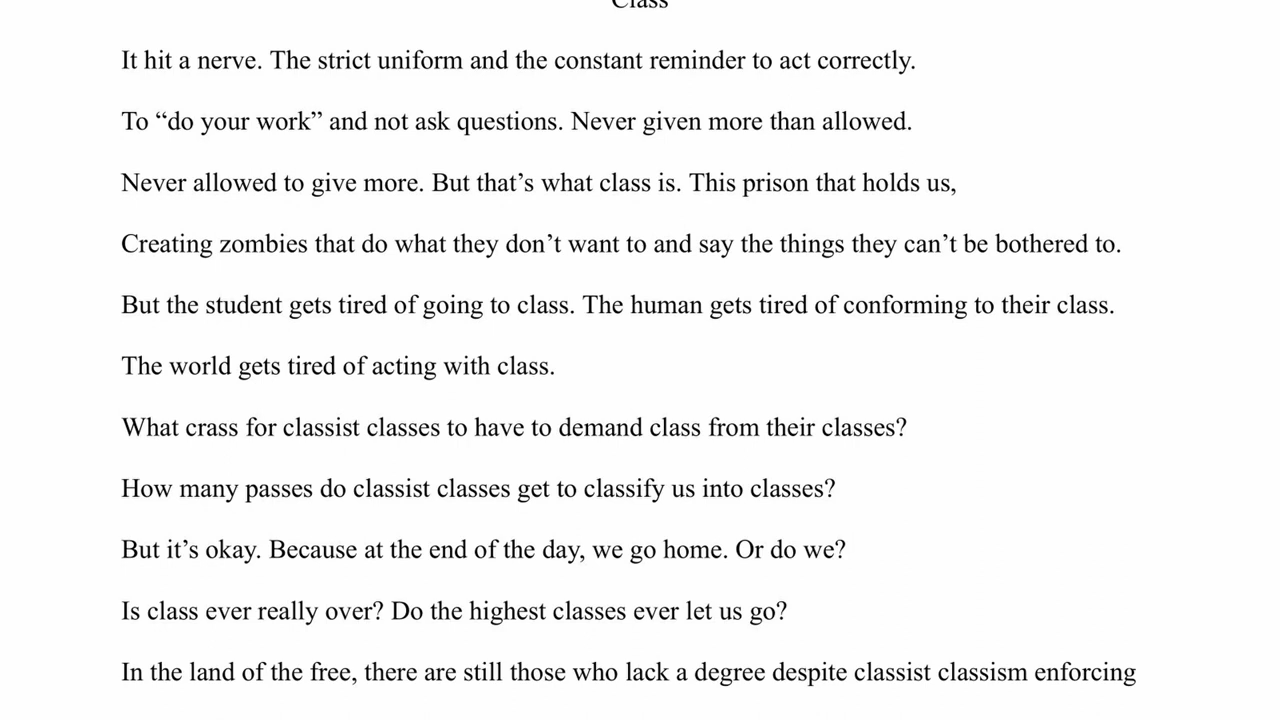 Class
It hit a nerve. The strict uniform and the constant reminder to act correctly.
To “do your work” and not ask questions. Never given more than allowed.
Never allowed to give more. But that’s what class is. This prison that holds us,
Creating zombies that do what they don’t want to and say the things they can’t be bothered to.
But the student gets tired of going to class. The human gets tired of conforming to their class.
The world gets tired of acting with class.
What crass for classist classes to have to demand class from their classes?
How many passes do classist classes get to classify us into classes?
But it’s okay. Because at the end of the day, we go home. Or do we?
Is class ever really over? Do the highest classes ever let us go?
In the land of the free, there are still those who lack a degree despite classist classism enforcing